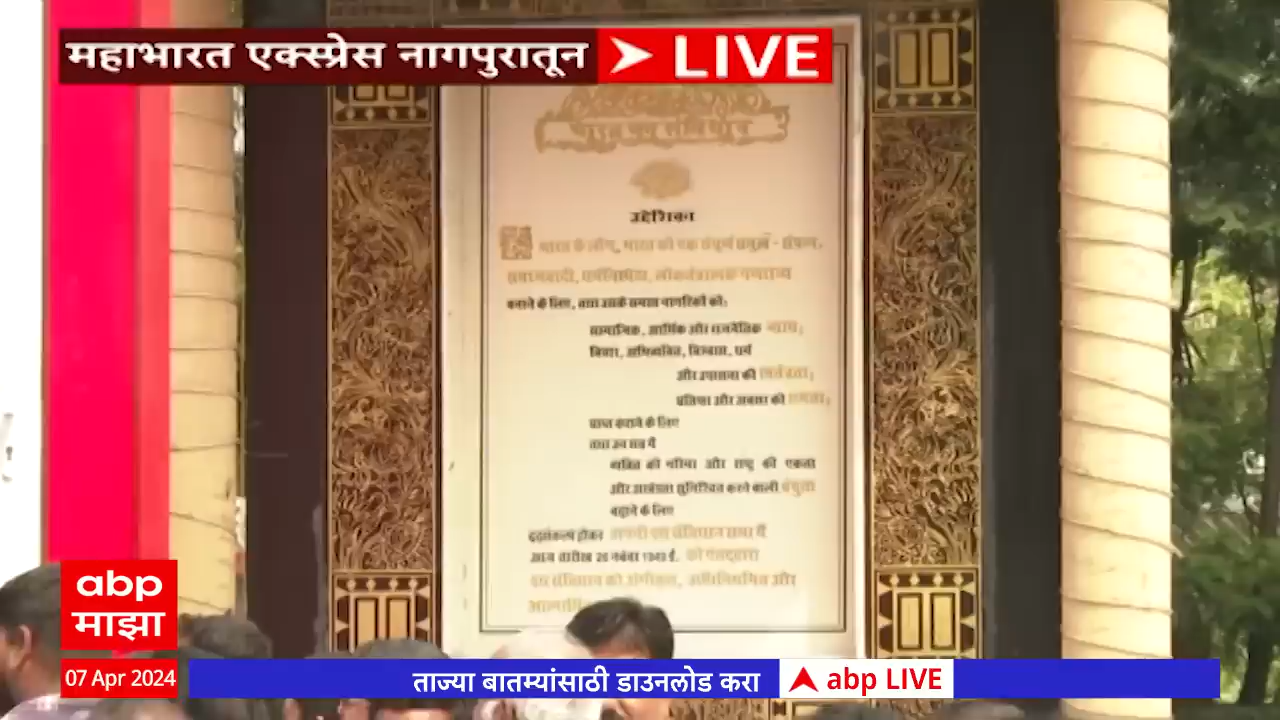 महाभारत एक्स्प्रेस नागपुरातून
LIVE
उद्देशिका
भारत के लोग, भारत को एक संपूर्ण प्रभुत्व - संपन्न,
समाजवादी, पंथनिरपेक्ष, लोकतंत्रात्मक गणराज्य
बनाने के लिए, तथा उसके समस्त नागरिकों को:
सामाजिक, आर्थिक और राजनैतिक न्याय,
विचार, अभिव्यक्ति, विश्वास, धर्म
और उपासना की स्वतंत्रता,
प्रतिष्ठा और अवसर की समता,
प्राप्त कराने के लिए
तथा उन सब में
व्यक्ति की गरिमा और राष्ट्र की एकता
और अखंडता सुनिश्चित करने वाली बंधुता
बढ़ाने के लिए
दृढ़संकल्प होकर अपनी इस संविधान सभा में
आज तारीख 26 नवंबर 1949 ई. को एतद्द्वारा
इस संविधान को अंगीकृत, अधिनियमित और
abp
माझा
07 Apr 2024
ताज्या बातम्यांसाठी डाउनलोड करा
abp LIVE